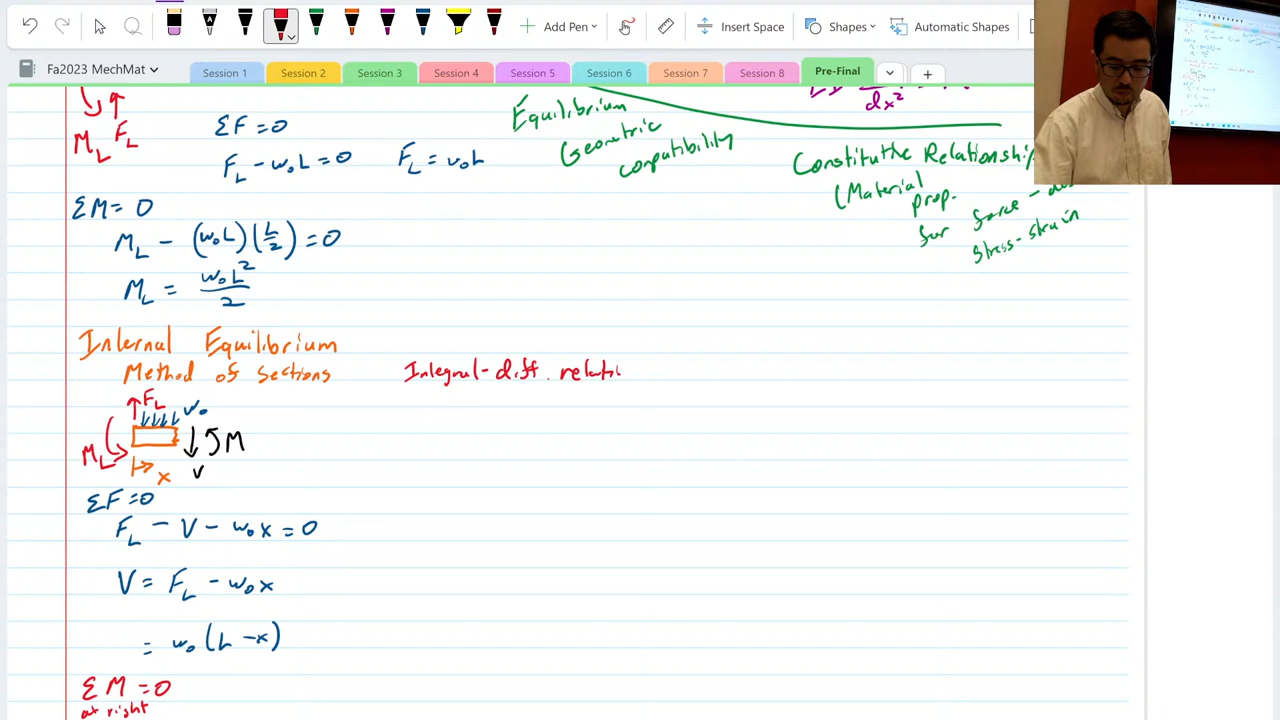 Add Pen
Insert Space
Shapes
Automatic Shapes
Fa2023 MechMat
Session 1
Session 2
Session 3
Session 4
Session 5
Session 6
Session 7
Session 8
Pre-Final
M_L F_L
ΣF = 0
F_L - w₀L = 0 F_L = w₀L
ΣM = 0
M_L - (w₀L)(L/2) = 0
M_L = w₀L²/2
Equilibrium
Geometric
compatibility
dx²
Constitutive Relationship
(Material
prop.
for force -
stress-strain
Internal Equilibrium
Method of Sections
Integral-diff. relati
F_L w₀
M_L M
x V
ΣF = 0
F_L - V - w₀x = 0
V = F_L - w₀x
= w₀(L - x)
ΣM = 0
at right